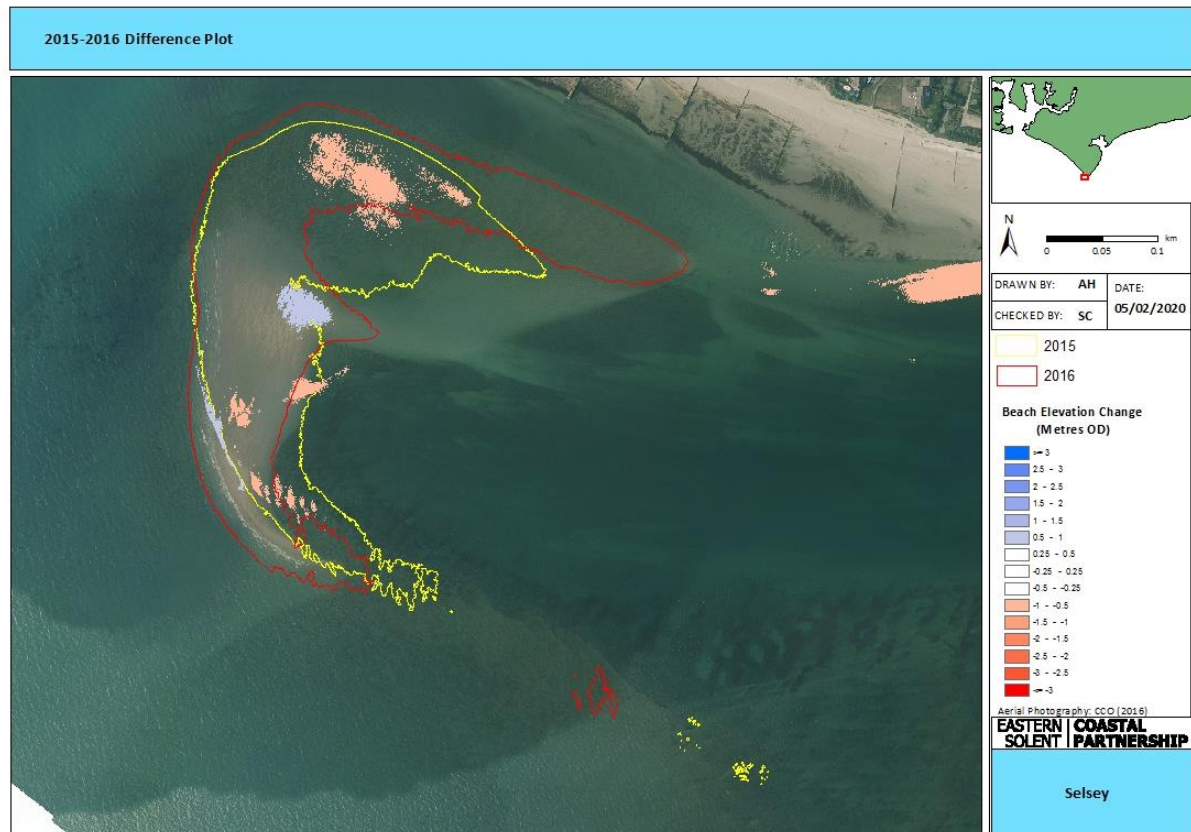 2015-2016 Difference Plot
N
km
0 0.05 0.1
DRAWN BY: AH
DATE:
05/02/2020
CHECKED BY: SC
2015
2016
Beach Elevation Change
(Metres OD)
>= 3
2.5 - 3
2 - 2.5
1.5 - 2
1 - 1.5
0.5 - 1
0.25 - 0.5
-0.25 - 0.25
-0.5 - -0.25
-1 - -0.5
-1.5 - -1
-2 - -1.5
-2.5 - -2
-3 - -2.5
<= -3
Aerial Photography: CCO (2016)
EASTERN COASTAL
SOLENT PARTNERSHIP
Selsey